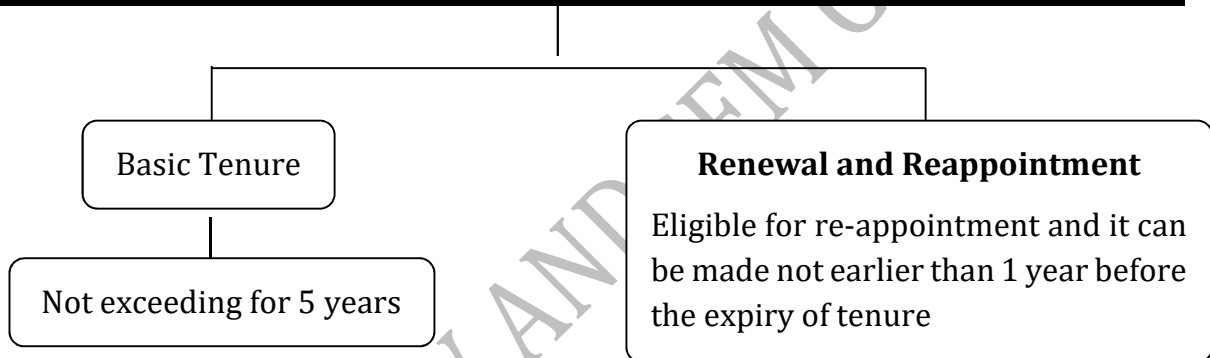 Basic Tenure
Not exceeding for 5 years
Renewal and Reappointment
Eligible for re-appointment and it can
be made not earlier than 1 year before
the expiry of tenure